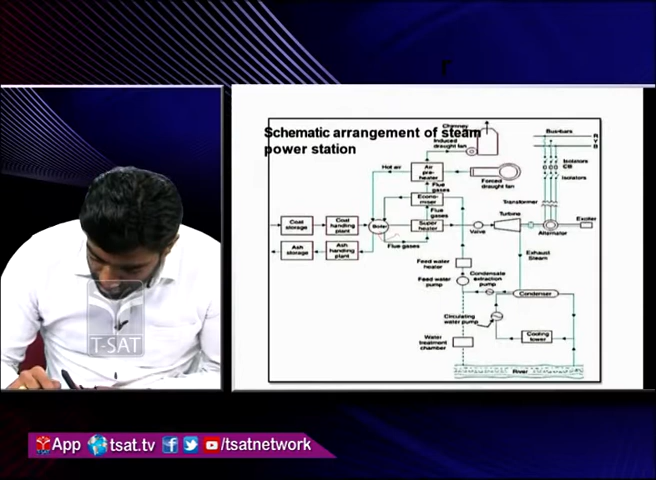 r
Schematic arrangement of steam
power station
Chimney
Induced
draught fan
Hot air
Air
pre-
heater
Forced
draught fan
Flue
gases
Econo-
miser
Flue
gases
Super
heater
Boiler
Flue gases
Coal
storage
Coal
handling
plant
Ash
storage
Ash
handling
plant
Valve
Turbine
Alternator
Exciter
Transformer
Isolators
CB
Isolators
Busbars
R
Y
B
Exhaust
Steam
Feed water
heater
Feed water
pump
Condensate
extraction
pump
Condenser
Circulating
water pump
Cooling
tower
Water
treatment
chamber
River
T-SAT
App tsat.tv /tsatnetwork